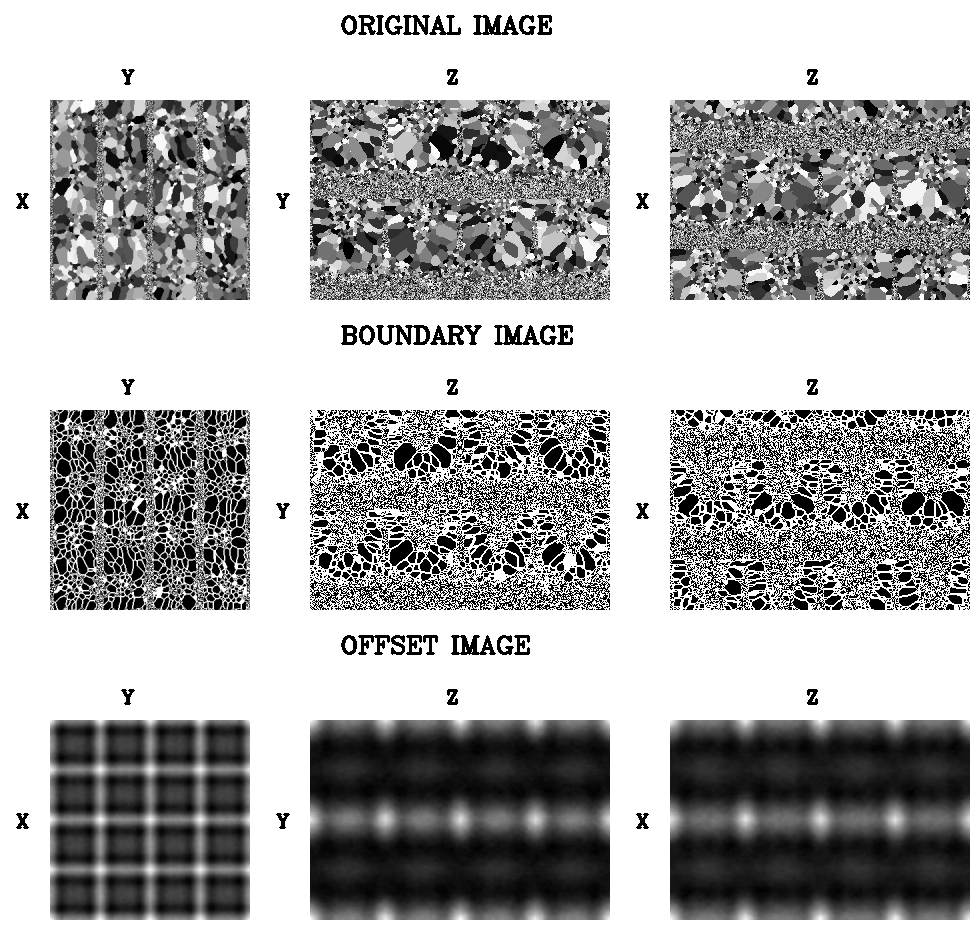 ORIGINAL IMAGE
Y Z Z
X Y X
BOUNDARY IMAGE
Y Z Z
X Y X
OFFSET IMAGE
Y Z Z
X Y X